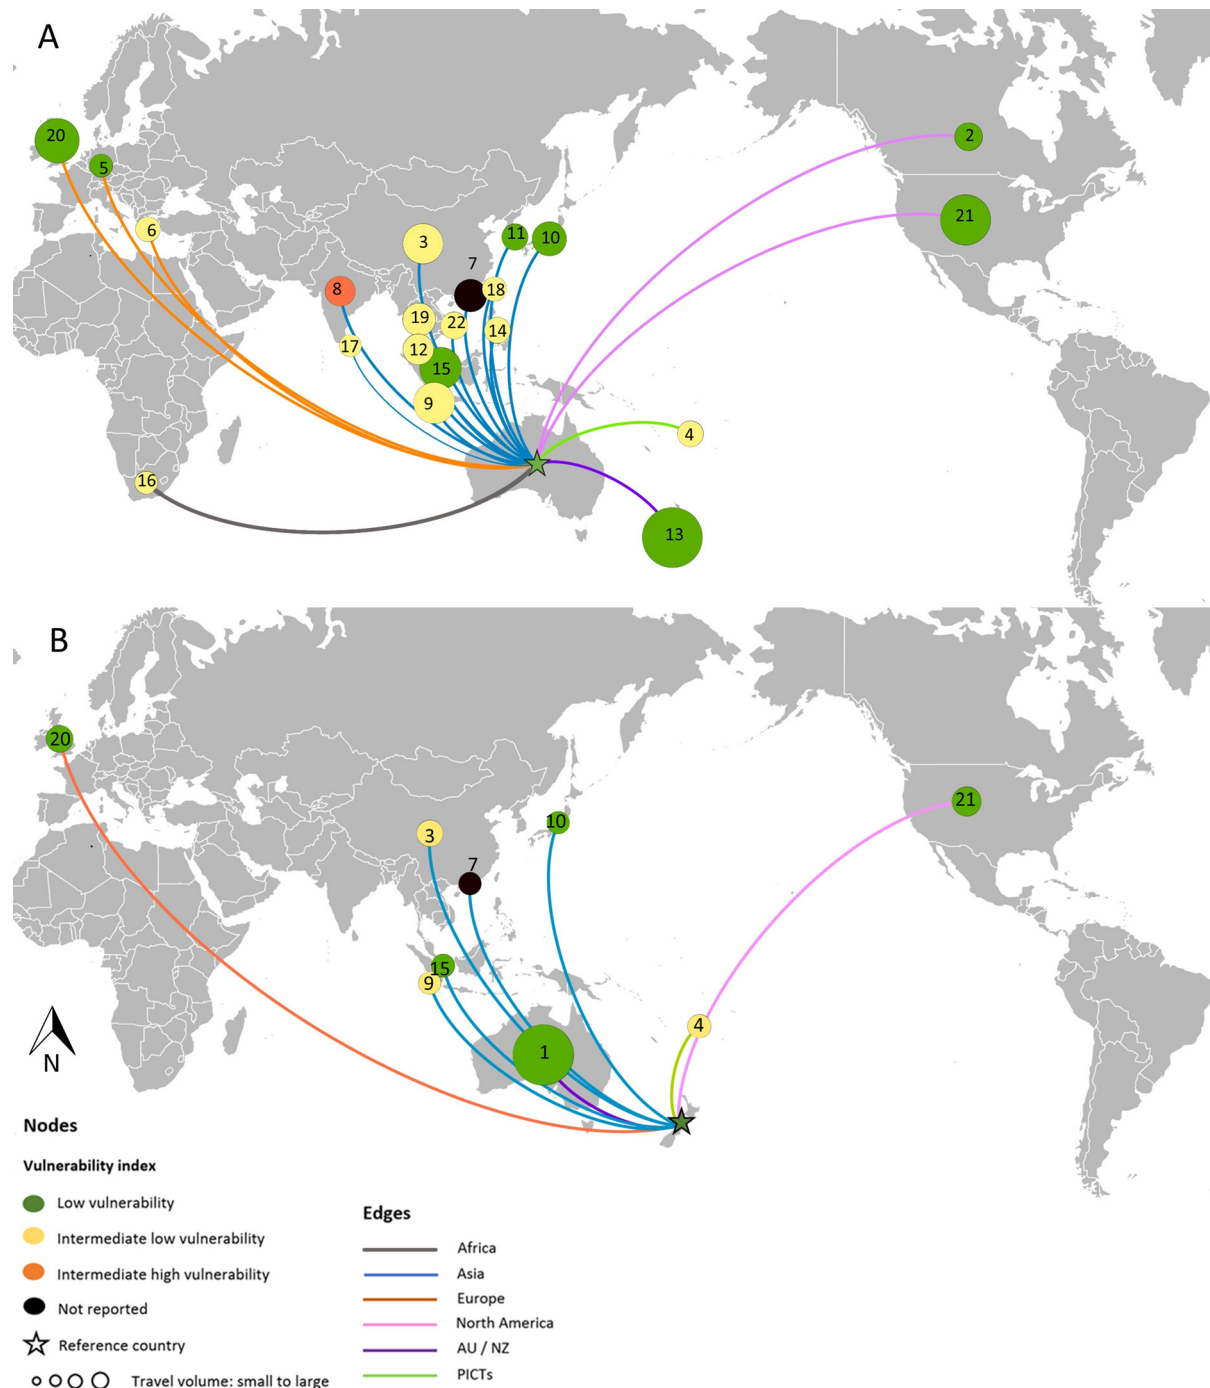 A
20
5
6
2
21
3
11
10
7
8
18
19
22
14
17
12
15
9
4
16
13
B
20
21
3
10
7
15
9
4
1
N
Nodes
Vulnerability index
Low vulnerability
Intermediate low vulnerability
Intermediate high vulnerability
Not reported
Reference country
Travel volume: small to large
Edges
Africa
Asia
Europe
North America
AU / NZ
PICTs